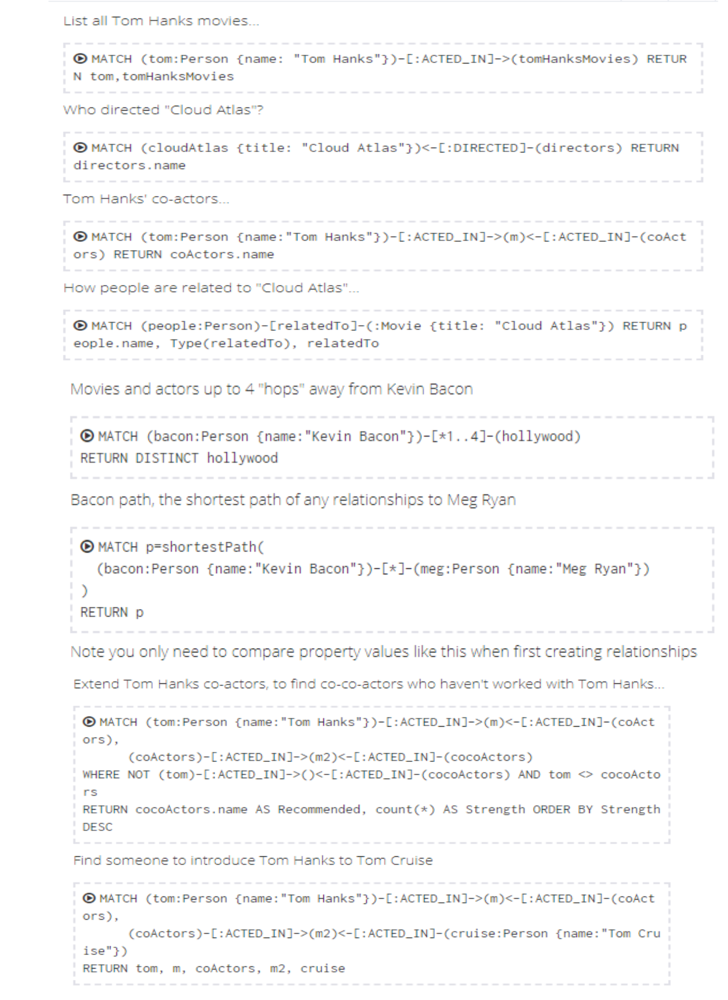 List all Tom Hanks movies...
MATCH (tom:Person {name: "Tom Hanks"})-[:ACTED_IN]->(tomHanksMovies) RETUR
N tom,tomHanksMovies
Who directed "Cloud Atlas"?
MATCH (cloudAtlas {title: "Cloud Atlas"})<-[:DIRECTED]-(directors) RETURN
directors.name
Tom Hanks' co-actors...
MATCH (tom:Person {name:"Tom Hanks"})-[:ACTED_IN]->(m)<-[:ACTED_IN]-(coAct
ors) RETURN coActors.name
How people are related to "Cloud Atlas"...
MATCH (people:Person)-[relatedTo]-(:Movie {title: "Cloud Atlas"}) RETURN p
eople.name, Type(relatedTo), relatedTo
Movies and actors up to 4 "hops" away from Kevin Bacon
MATCH (bacon:Person {name:"Kevin Bacon"})-[*1..4]-(hollywood)
RETURN DISTINCT hollywood
Bacon path, the shortest path of any relationships to Meg Ryan
MATCH p=shortestPath(
  (bacon:Person {name:"Kevin Bacon"})-[*]-(meg:Person {name:"Meg Ryan"})
)
RETURN p
Note you only need to compare property values like this when first creating relationships
Extend Tom Hanks co-actors, to find co-co-actors who haven't worked with Tom Hanks...
MATCH (tom:Person {name:"Tom Hanks"})-[:ACTED_IN]->(m)<-[:ACTED_IN]-(coAct
ors),
      (coActors)-[:ACTED_IN]->(m2)<-[:ACTED_IN]-(cocoActors)
WHERE NOT (tom)-[:ACTED_IN]->()<-[:ACTED_IN]-(cocoActors) AND tom <> cocoActo
rs
RETURN cocoActors.name AS Recommended, count(*) AS Strength ORDER BY Strength
DESC
Find someone to introduce Tom Hanks to Tom Cruise
MATCH (tom:Person {name:"Tom Hanks"})-[:ACTED_IN]->(m)<-[:ACTED_IN]-(coAct
ors),
      (coActors)-[:ACTED_IN]->(m2)<-[:ACTED_IN]-(cruise:Person {name:"Tom Cru
ise"})
RETURN tom, m, coActors, m2, cruise